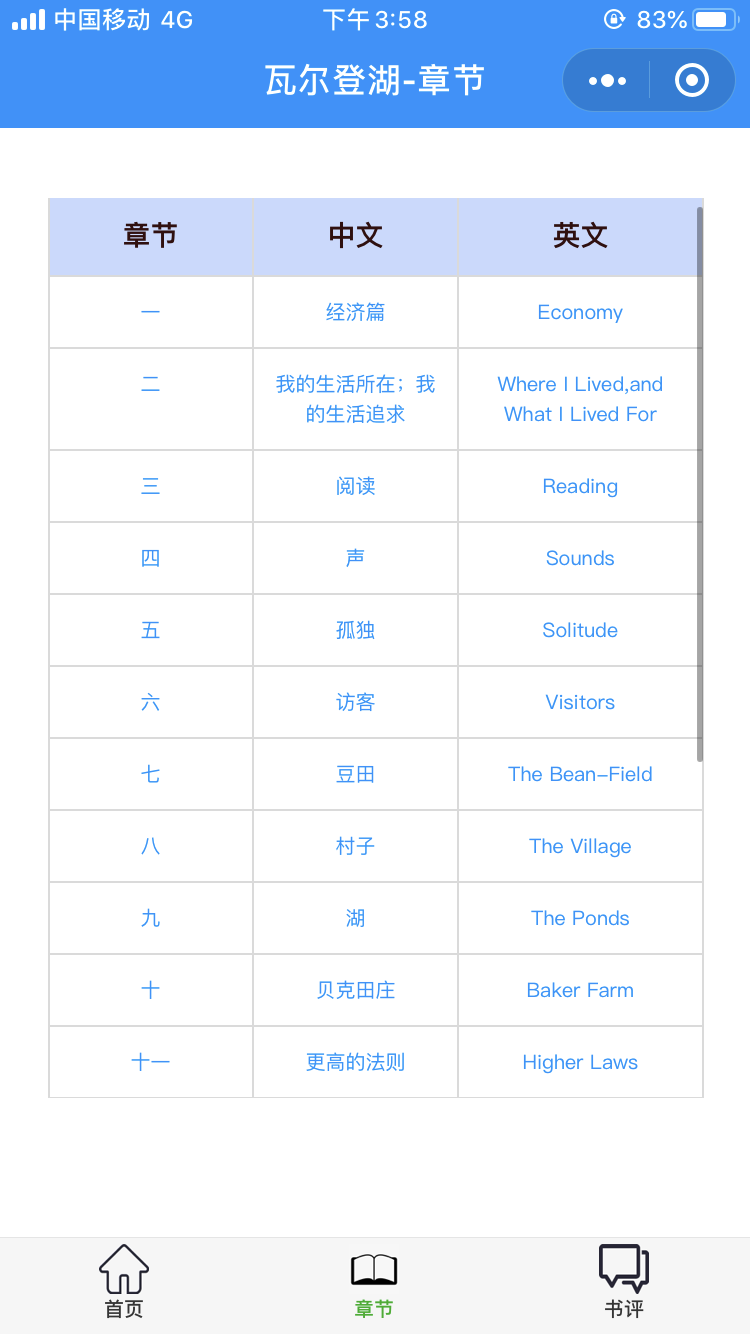 中国移动 4G 下午3:58 83%
瓦尔登湖-章节
章节 中文 英文
一 经济篇 Economy
二 我的生活所在；我 Where I Lived,and
的生活追求 What I Lived For
三 阅读 Reading
四 声 Sounds
五 孤独 Solitude
六 访客 Visitors
七 豆田 The Bean-Field
八 村子 The Village
九 湖 The Ponds
十 贝克田庄 Baker Farm
十一 更高的法则 Higher Laws
首页 章节 书评